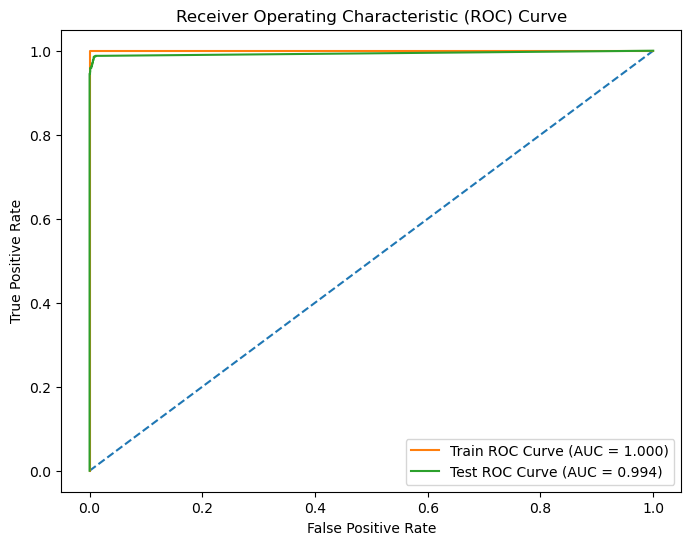 Receiver Operating Characteristic (ROC) Curve
True Positive Rate
1.0
0.8
0.6
0.4
0.2
0.0
Train ROC Curve (AUC = 1.000)
Test ROC Curve (AUC = 0.994)
0.0 0.2 0.4 0.6 0.8 1.0
False Positive Rate